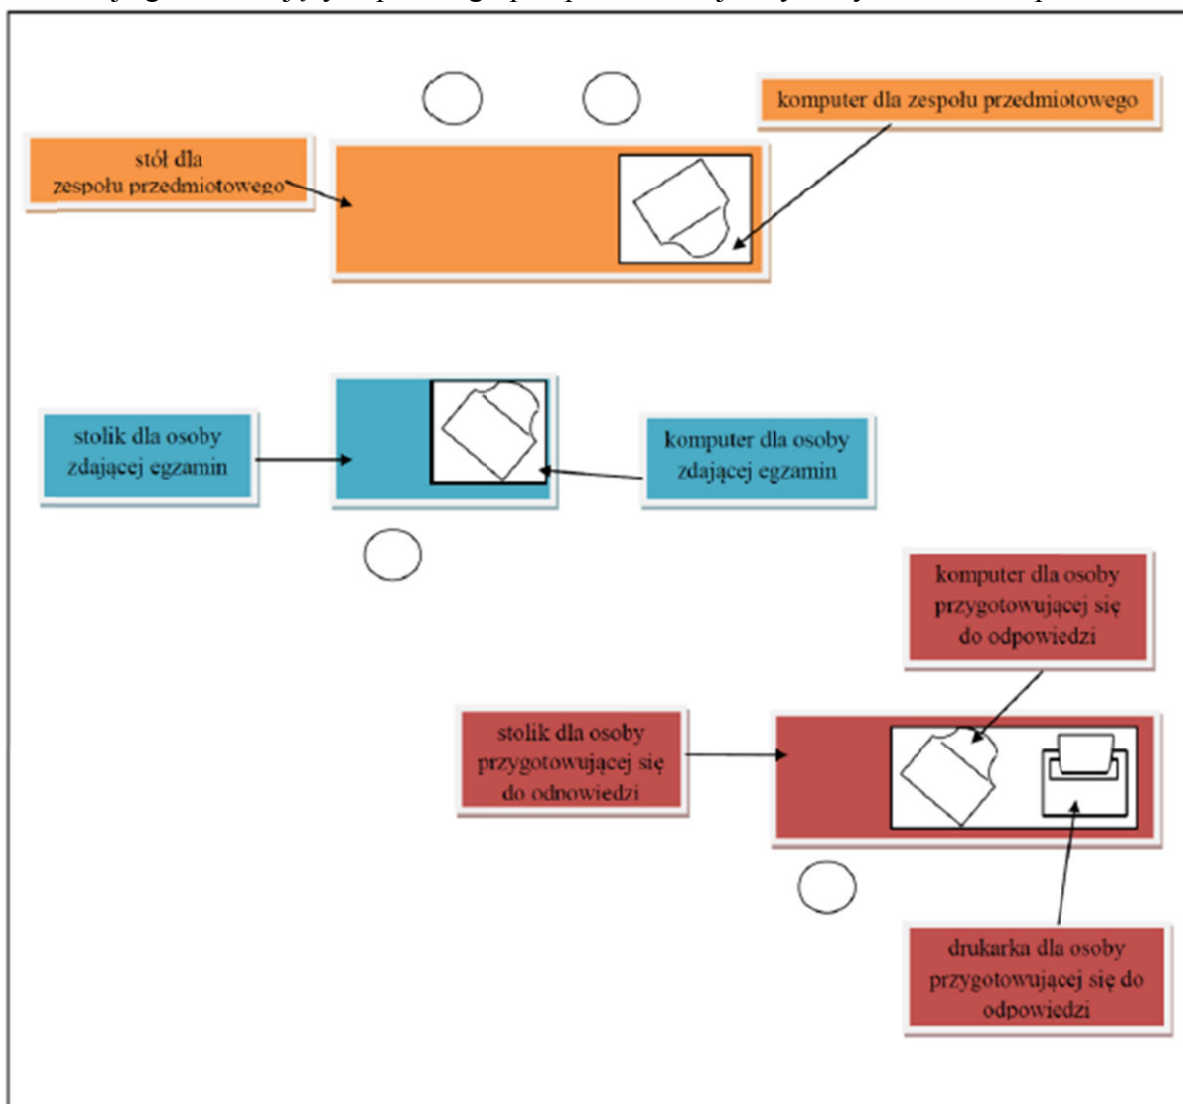 komputer dla zespołu przedmiotowego
stół dla
zespołu przedmiotowego
stolik dla osoby
zdającej egzamin
komputer dla osoby
zdającej egzamin
komputer dla osoby
przygotowującej się
do odpowiedzi
stolik dla osoby
przygotowującej się
do odpowiedzi
drukarka dla osoby
przygotowującej się do
odpowiedzi